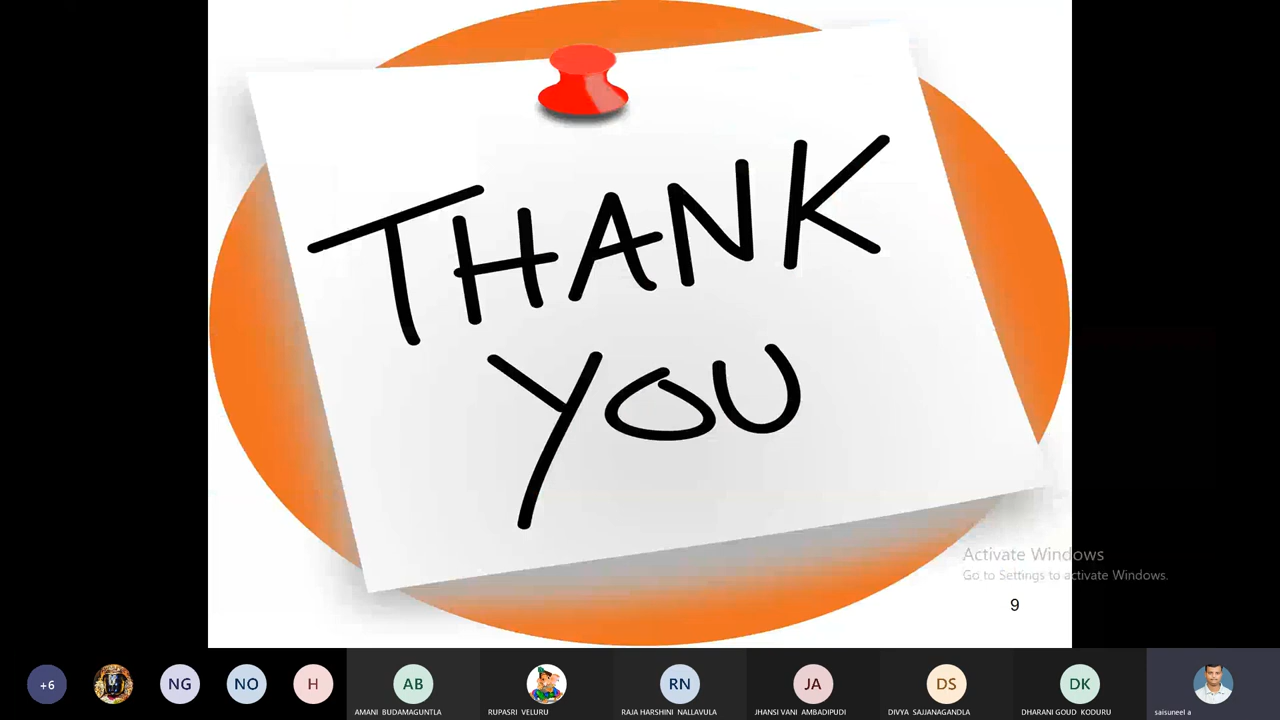 THANK
YOU
Activate Windows
Go to Settings to activate Windows.
9
+6
NG
NO
H
AB
RN
JA
DS
DK
AMANI BUDAMAGUNTLA
RUPASRI VELURU
RAJA HARSHINI NALLAVULA
JHANSI VANI AMBADIPUDI
DIVYA SAJJANAGANDLA
DHARANI GOUD KODURU
saisuneel a